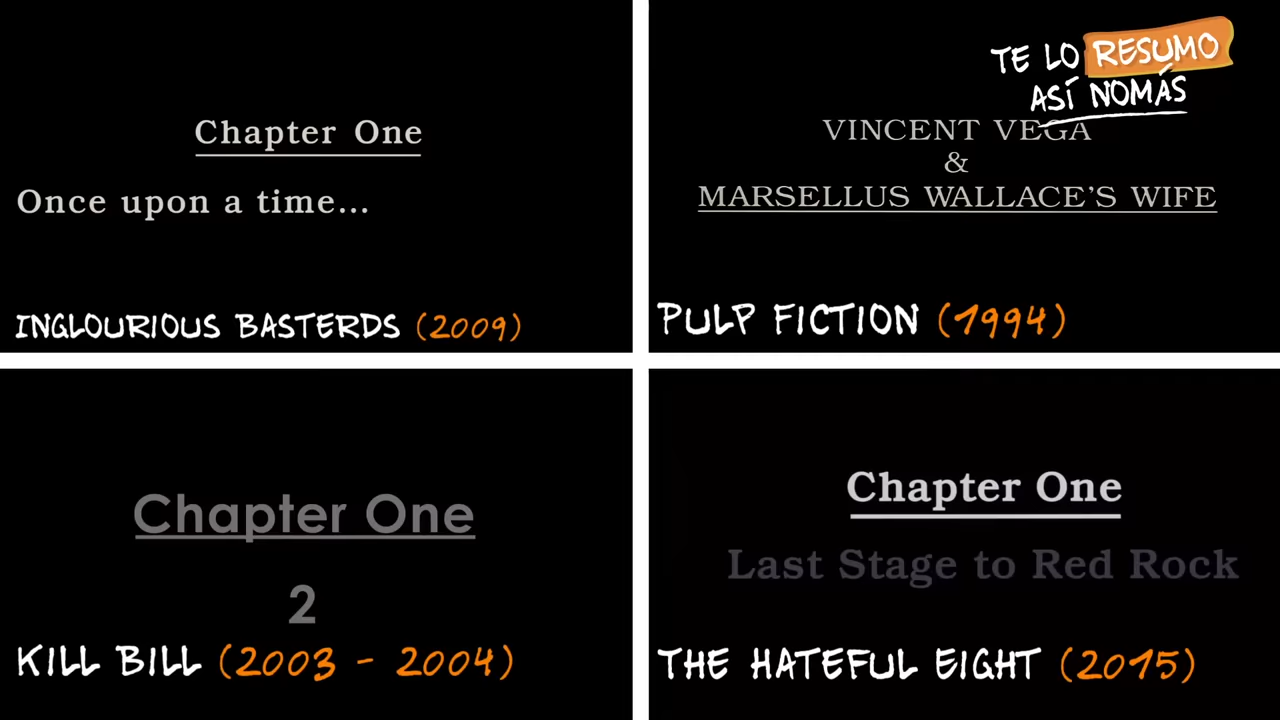 Chapter One
Once upon a time...
INGLOURIOUS BASTERDS (2009)
TE LO RESUMO
ASÍ NOMÁS
VINCENT VEGA
&
MARSELLUS WALLACE'S WIFE
PULP FICTION (1994)
Chapter One
2
KILL BILL (2003 - 2004)
Chapter One
Last Stage to Red Rock
THE HATEFUL EIGHT (2015)